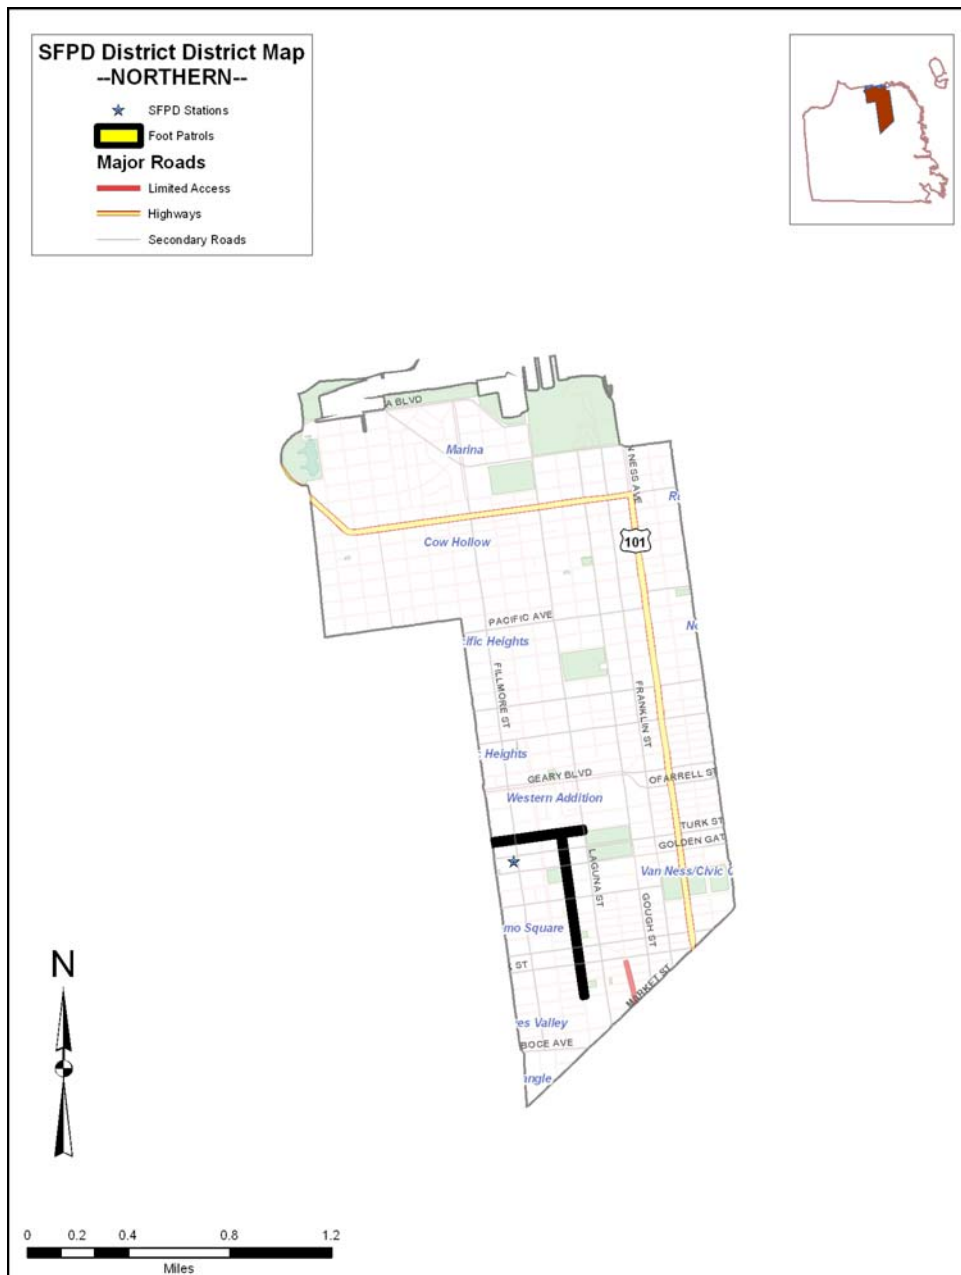 SFPD District District Map
--NORTHERN--
SFPD Stations
Foot Patrols
Major Roads
Limited Access
Highways
Secondary Roads
A BLVD
Marina
N NESS AVE
Cow Hollow
101
PACIFIC AVE
ific Heights
FILLMORE ST
FRANKLIN ST
Heights
GEARY BLVD
OFARRELL ST
Western Addition
TURK ST
GOLDEN GAT
LAGUNA ST
Van Ness/Civic C
GOUGH ST
mo Square
ST
MARKET ST
es Valley
BOCE AVE
angle
N
0 0.2 0.4 0.8 1.2
Miles